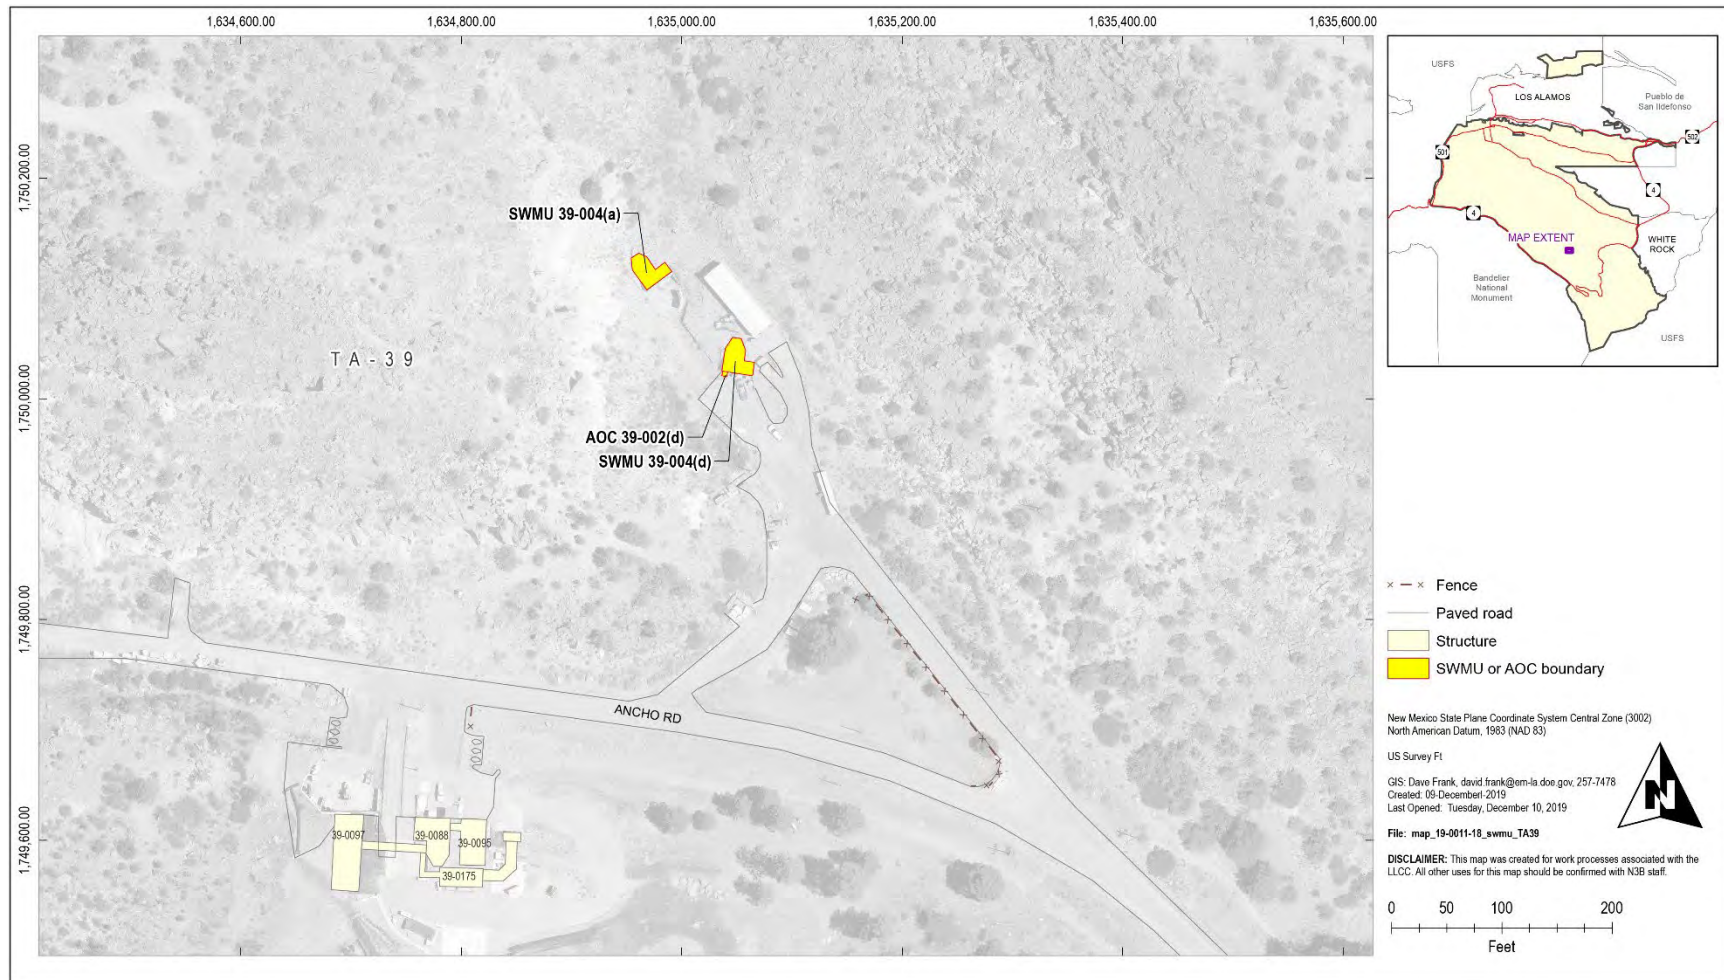 1,634,600.00
1,634,800.00
1,635,000.00
1,635,200.00
1,635,400.00
1,635,600.00
1,750,200.00
1,750,000.00
1,749,800.00
1,749,600.00
SWMU 39-004(a)
TA-39
AOC 39-002(d)
SWMU 39-004(d)
ANCHO RD
39-0097
39-0088
39-0095
39-0175
USFS
LOS ALAMOS
Pueblo de
San Ildefonso
502
501
4
4
MAP EXTENT
WHITE
ROCK
Bandelier
National
Monument
USFS
Fence
Paved road
Structure
SWMU or AOC boundary
New Mexico State Plane Coordinate System Central Zone (3002)
North American Datum, 1983 (NAD 83)
US Survey Ft
GIS: Dave Frank, david.frank@em-la.doe.gov, 257-7478
Created: 09-Decemberl-2019
Last Opened: Tuesday, December 10, 2019
File: map_19-0011-18_swmu_TA39
DISCLAIMER: This map was created for work processes associated with the
LLCC. All other uses for this map should be confirmed with N3B staff.
N
0 50 100 200
Feet